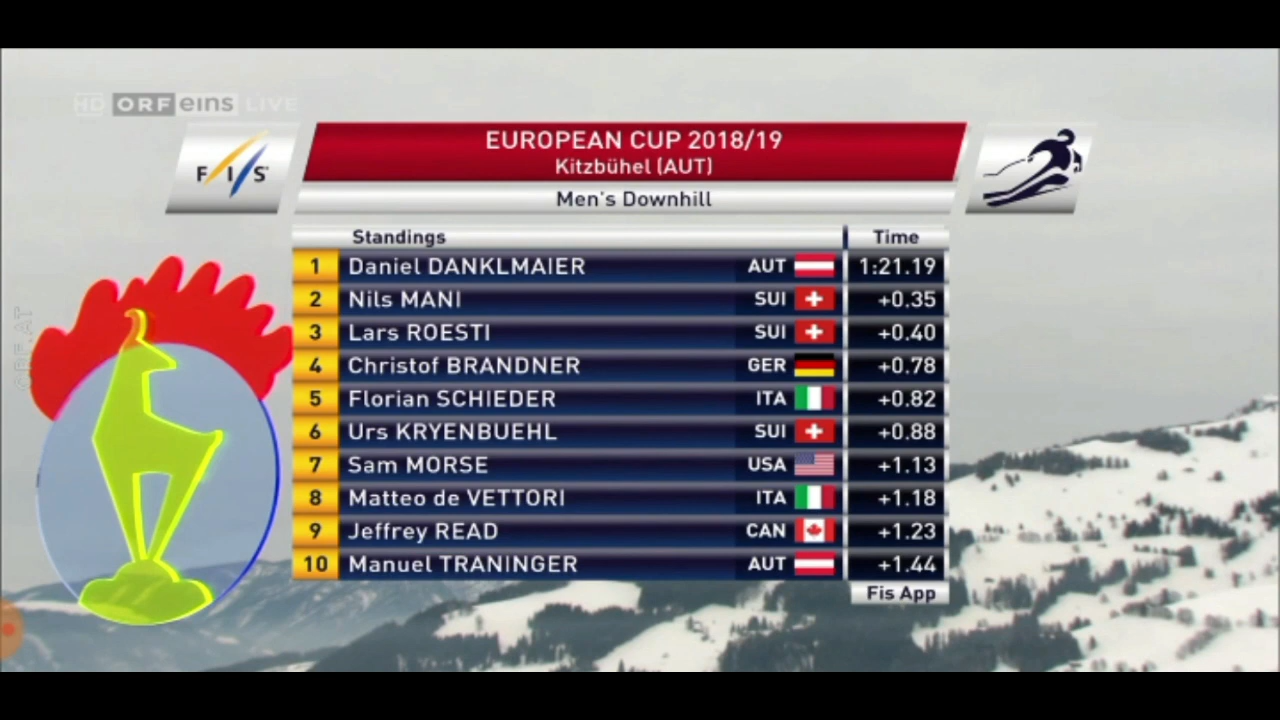 HD ORF eins LIVE
EUROPEAN CUP 2018/19
Kitzbühel (AUT)
FIS
Men's Downhill
Standings Time
1 Daniel DANKLMAIER AUT 1:21.19
2 Nils MANI SUI +0.35
3 Lars ROESTI SUI +0.40
4 Christof BRANDNER GER +0.78
5 Florian SCHIEDER ITA +0.82
6 Urs KRYENBUEHL SUI +0.88
7 Sam MORSE USA +1.13
8 Matteo de VETTORI ITA +1.18
9 Jeffrey READ CAN +1.23
10 Manuel TRANINGER AUT +1.44
Fis App
ORF.AT